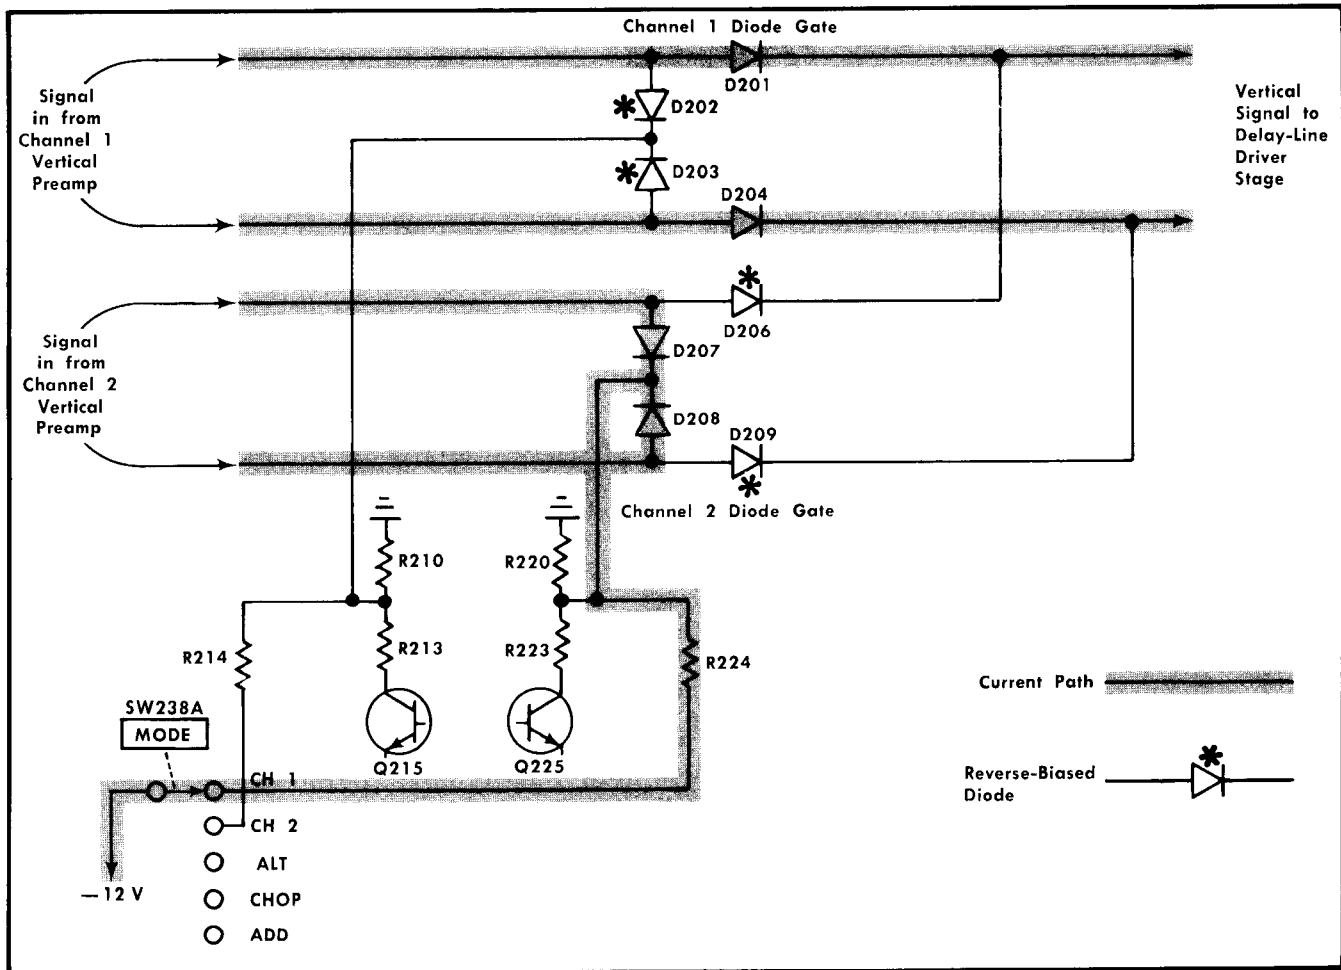 Channel 1 Diode Gate
Signal
in from
Channel 1
Vertical
Preamp
D201
D202
D203
D204
Vertical
Signal to
Delay-Line
Driver
Stage
Signal
in from
Channel 2
Vertical
Preamp
D206
D207
D208
D209
Channel 2 Diode Gate
R210
R220
R214
R213
R223
R224
SW238A
MODE
Q215
Q225
CH 1
CH 2
ALT
CHOP
ADD
—12 V
Current Path
Reverse-Biased
Diode